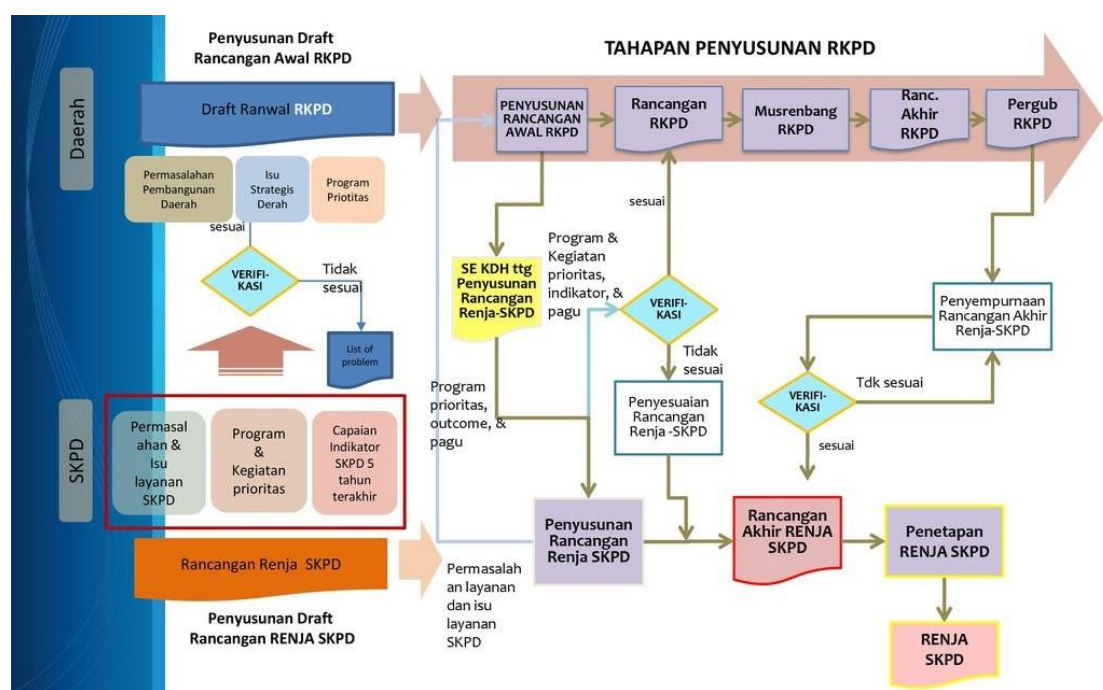 Penyusunan Draft
Rancangan Awal RKPD
TAHAPAN PENYUSUNAN RKPD
Daerah
Draft Ranwal RKPD
PENYUSUNAN
RANCANGAN
AWAL RKPD
Rancangan
RKPD
Musrenbang
RKPD
Ranc.
Akhir
RKPD
Pergub
RKPD
Permasalahan
Pembangunan
Daerah
Isu
Strategis
Derah
Program
Priotitas
sesuai
VERIFI-
KASI
Tidak
sesuai
List of
problem
SE KDH ttg
Penyusunan
Rancangan
Renja-SKPD
Program &
Kegiatan
prioritas,
indikator, &
pagu
sesuai
VERIFI-
KASI
Tidak
sesuai
Penyesuaian
Rancangan
Renja -SKPD
Penyempurnaan
Rancangan Akhir
Renja-SKPD
VERIFI-
KASI
Tdk sesuai
sesuai
Program
prioritas,
outcome, &
pagu
SKPD
Permasal
ahan &
Isu
layanan
SKPD
Program
&
Kegiatan
prioritas
Capaian
Indikator
SKPD 5
tahun
terakhir
Rancangan Renja SKPD
Penyusunan Draft
Rancangan RENJA SKPD
Permasalah
an layanan
dan isu
layanan
SKPD
Penyusunan
Rancangan
Renja SKPD
Rancangan
Akhir RENJA
SKPD
Penetapan
RENJA SKPD
RENJA
SKPD